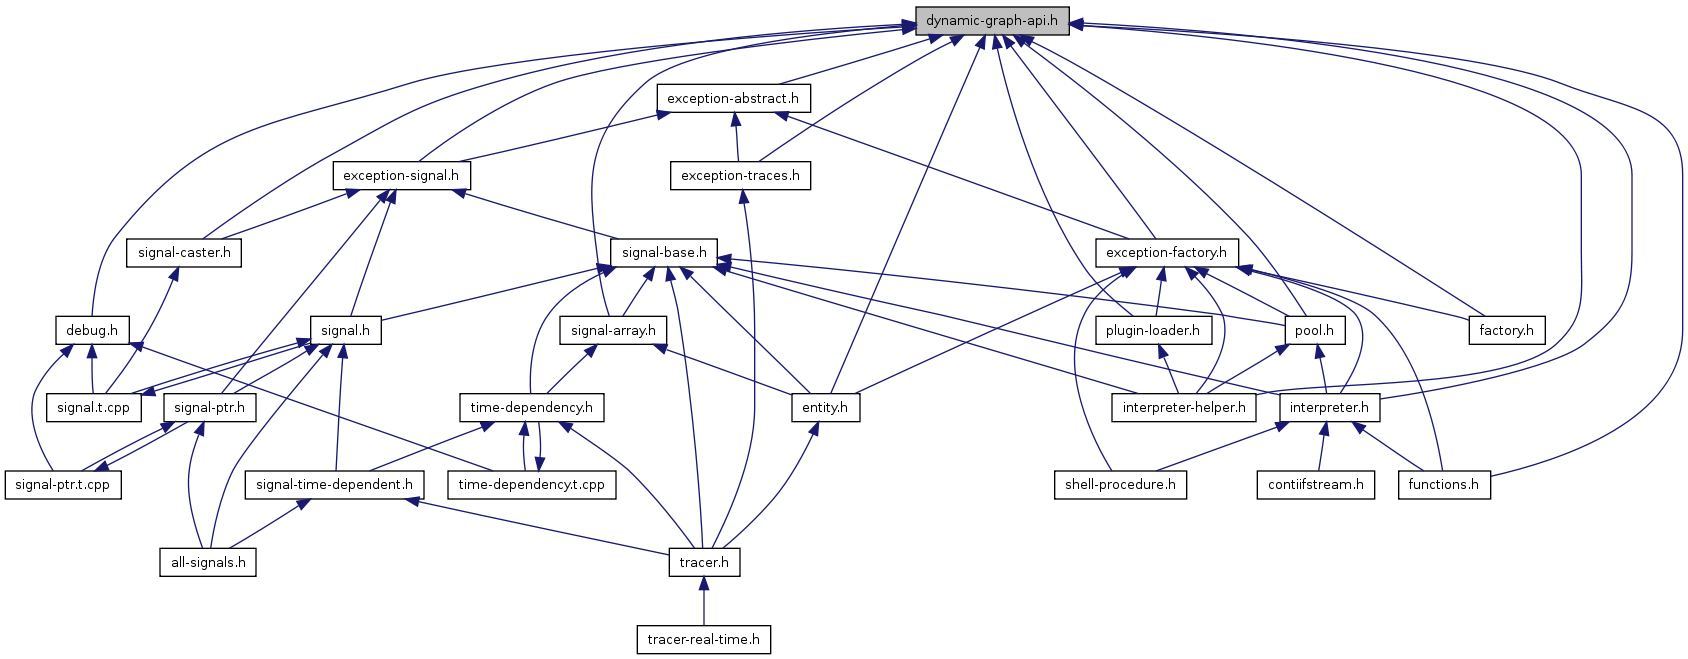 dynamic-graph-api.h
exception-abstract.h
exception-signal.h
exception-traces.h
signal-caster.h
signal-base.h
exception-factory.h
debug.h
signal.h
signal-array.h
plugin-loader.h
pool.h
factory.h
signal.t.cpp
signal-ptr.h
time-dependency.h
entity.h
interpreter-helper.h
interpreter.h
signal-ptr.t.cpp
signal-time-dependent.h
time-dependency.t.cpp
shell-procedure.h
contiifstream.h
functions.h
all-signals.h
tracer.h
tracer-real-time.h